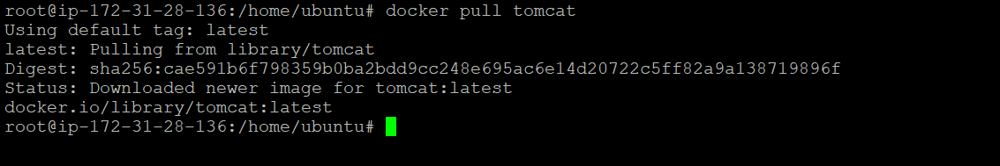 root@ip-172-31-28-136:/home/ubuntu# docker pull tomcat
Using default tag: latest
latest: Pulling from library/tomcat
Digest: sha256:cae591b6f798359b0ba2bdd9cc248e695ac6e14d20722c5ff82a9a138719896f
Status: Downloaded newer image for tomcat:latest
docker.io/library/tomcat:latest
root@ip-172-31-28-136:/home/ubuntu#